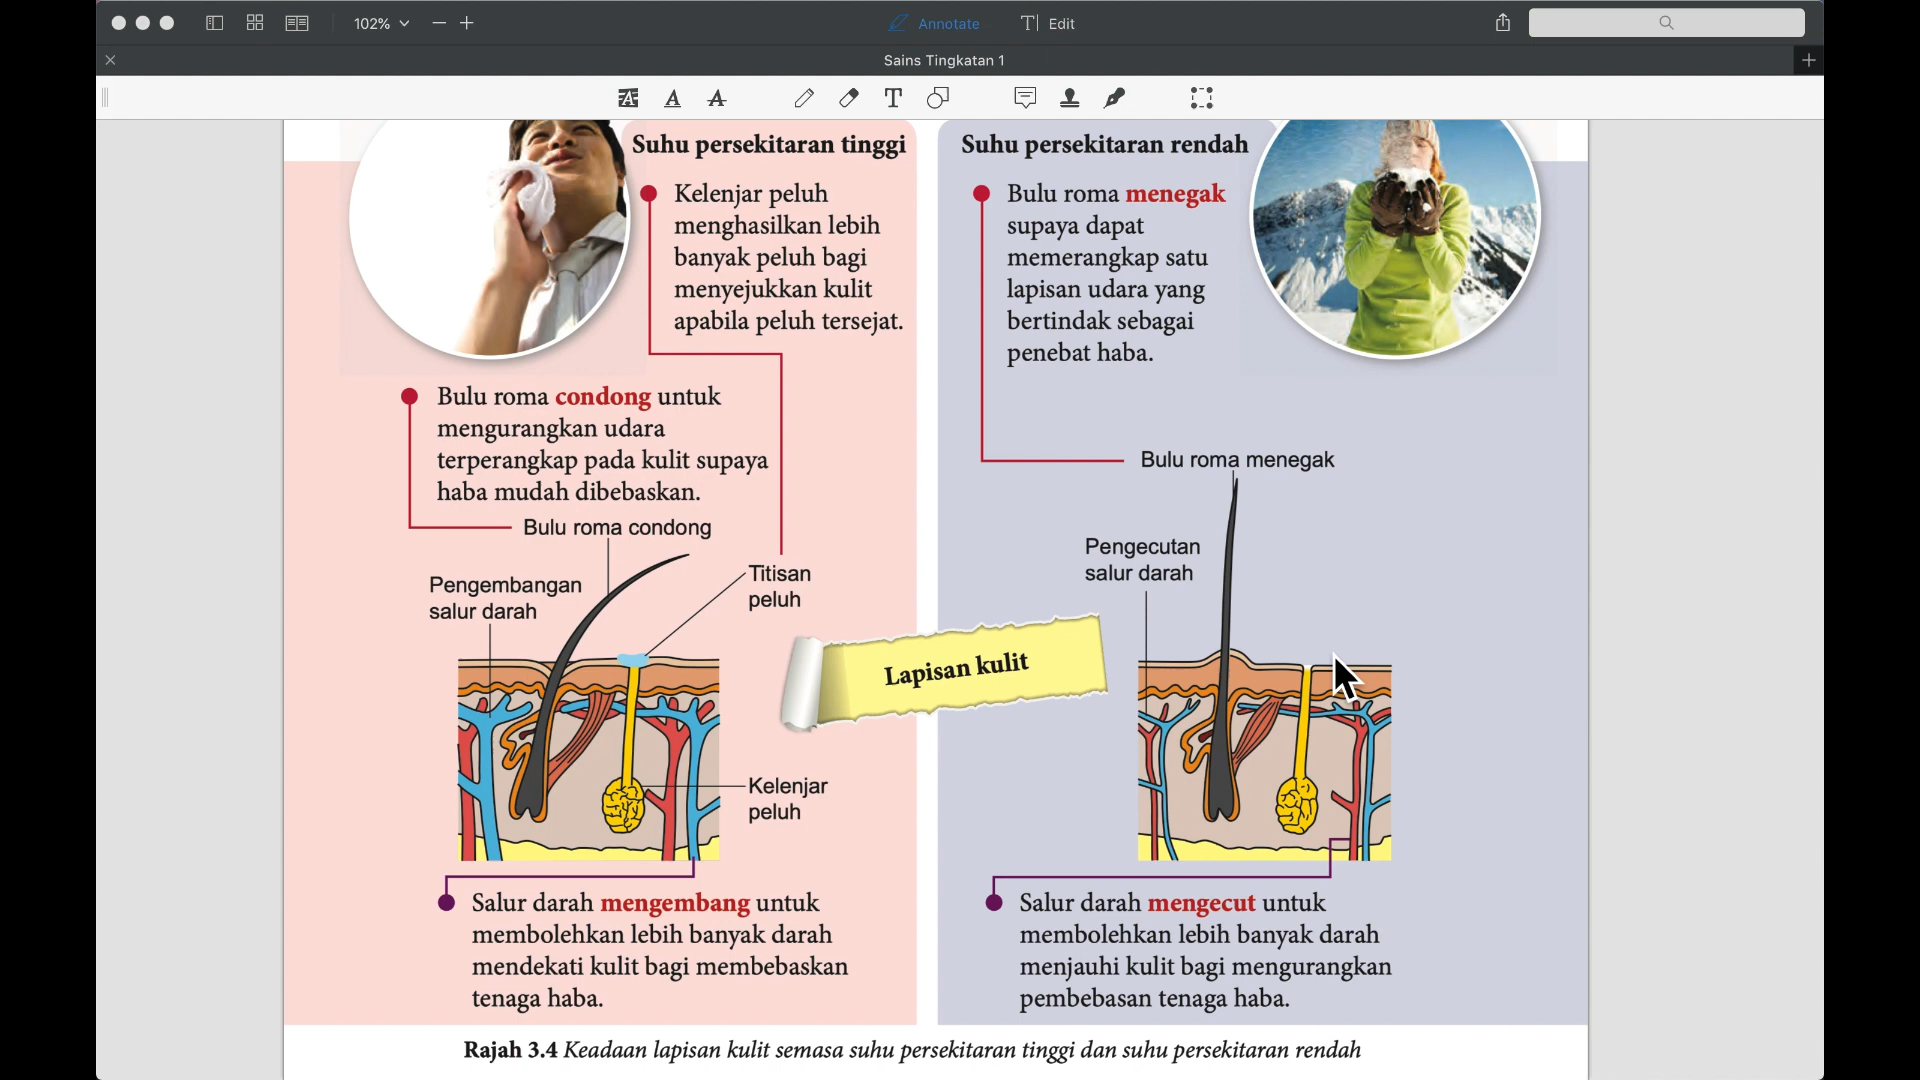 102%
Annotate
Edit
Sains Tingkatan 1
Suhu persekitaran tinggi
Kelenjar peluh
menghasilkan lebih
banyak peluh bagi
menyejukkan kulit
apabila peluh tersejat.
Bulu roma condong untuk
mengurangkan udara
terperangkap pada kulit supaya
haba mudah dibebaskan.
Bulu roma condong
Pengembangan
salur darah
Titisan
peluh
Kelenjar
peluh
Salur darah mengembang untuk
membolehkan lebih banyak darah
mendekati kulit bagi membebaskan
tenaga haba.
Lapisan kulit
Suhu persekitaran rendah
Bulu roma menegak
supaya dapat
memerangkap satu
lapisan udara yang
bertindak sebagai
penebat haba.
Bulu roma menegak
Pengecutan
salur darah
Salur darah mengecut untuk
membolehkan lebih banyak darah
menjauhi kulit bagi mengurangkan
pembebasan tenaga haba.
Rajah 3.4 Keadaan lapisan kulit semasa suhu persekitaran tinggi dan suhu persekitaran rendah